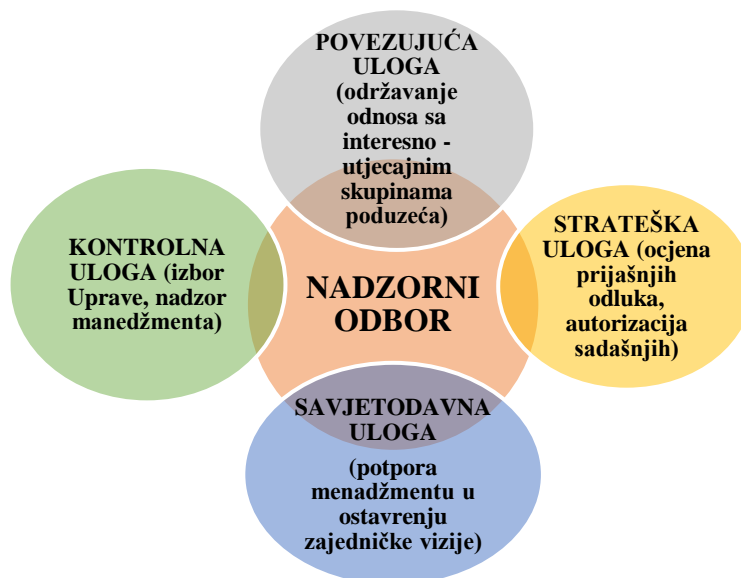 POVEZUJUĆA
ULOGA
(održavanje
odnosa sa
interesno -
utjecajnim
skupinama
poduzeća)
KONTROLNA
ULOGA (izbor
Uprave, nadzor
manedžmenta)
NADZORNI
ODBOR
STRATEŠKA
ULOGA (ocjena
prijašnjih
odluka,
autorizacija
sadašnjih)
SAVJETODAVNA
ULOGA
(potpora
menadžmentu u
ostavrenju
zajedničke vizije)